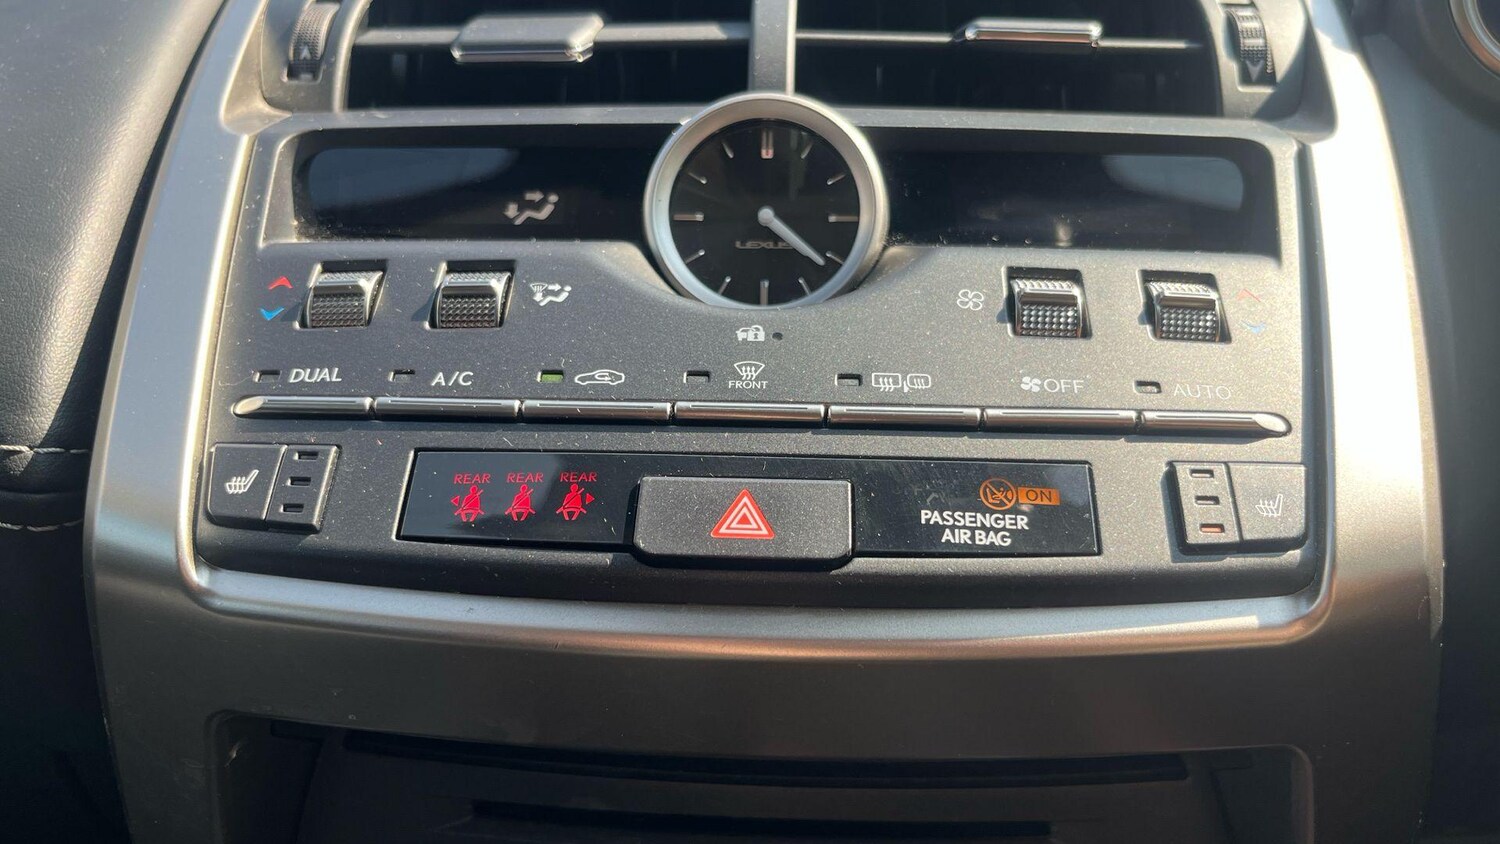 LEXUS
DUAL
A/C
FRONT
OFF
AUTO
REAR REAR REAR
ON
PASSENGER
AIR BAG